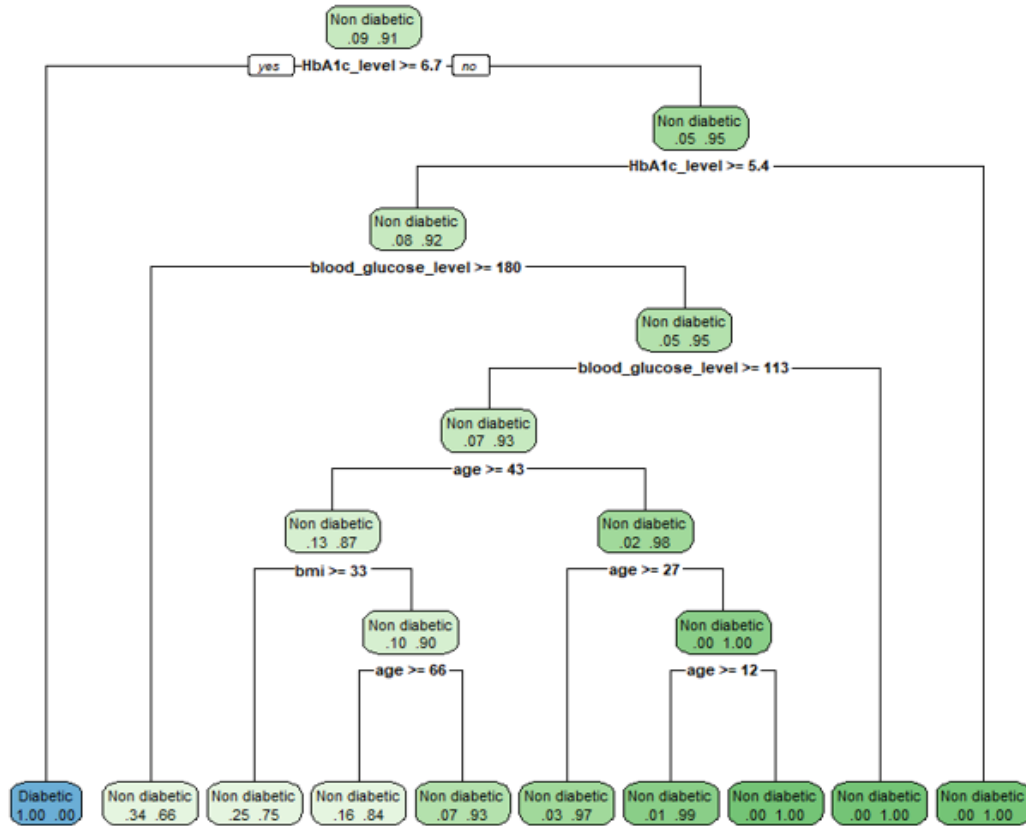 Non diabetic
.09 .91
yes HbA1c_level >= 6.7 no
Non diabetic
.05 .95
HbA1c_level >= 5.4
Non diabetic
.08 .92
blood_glucose_level >= 180
Non diabetic
.05 .95
blood_glucose_level >= 113
Non diabetic
.07 .93
age >= 43
Non diabetic
.13 .87
Non diabetic
.02 .98
bmi >= 33
age >= 27
Non diabetic
.10 .90
Non diabetic
.00 1.00
age >= 66
age >= 12
Diabetic
1.00 .00
Non diabetic
.34 .66
Non diabetic
.25 .75
Non diabetic
.16 .84
Non diabetic
.07 .93
Non diabetic
.03 .97
Non diabetic
.01 .99
Non diabetic
.00 1.00
Non diabetic
.00 1.00
Non diabetic
.00 1.00